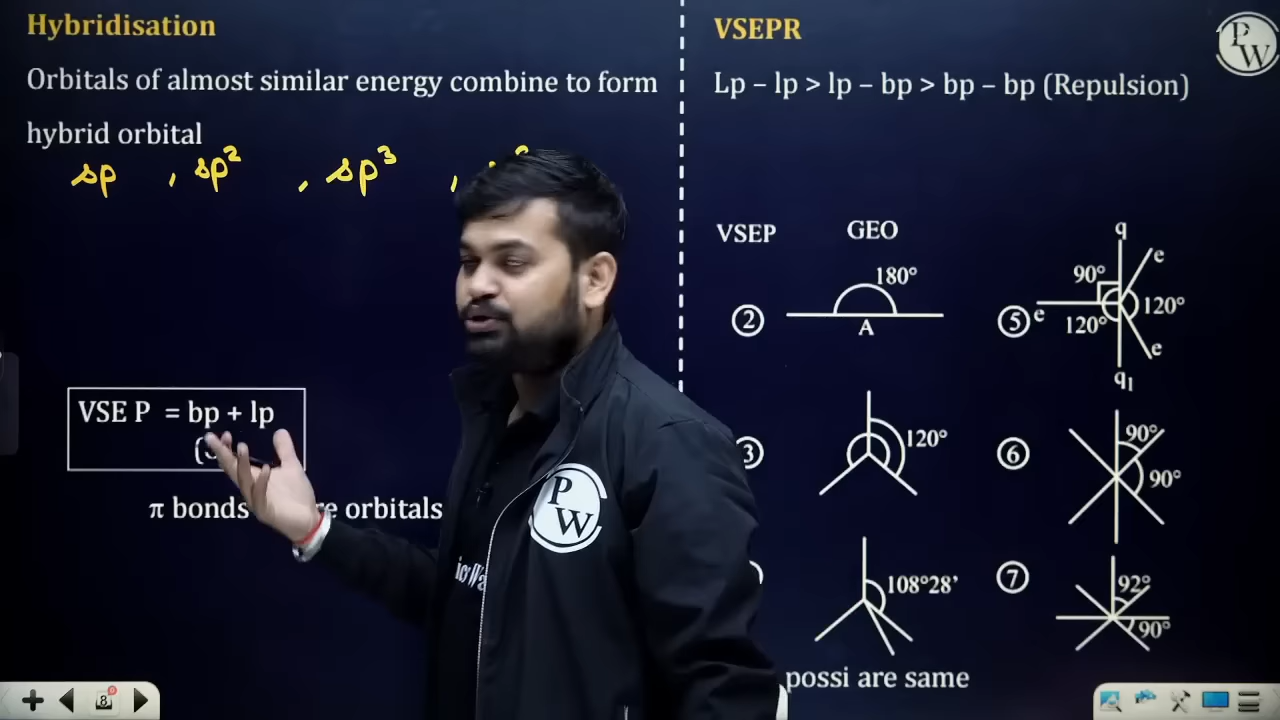 Hybridisation
Orbitals of almost similar energy combine to form
hybrid orbital
sp , sp² , sp³ ,
VSE P = bp + lp
π bonds orbitals
VSEPR
Lp – lp > lp – bp > bp – bp (Repulsion)
VSEP GEO
② 180°
A
③ 120°
108°28’
possi are same
⑤ q
e
90°
e 120°
120°
e
q₁
⑥ 90°
90°
⑦ 92°
90°
P
W
P
W
8